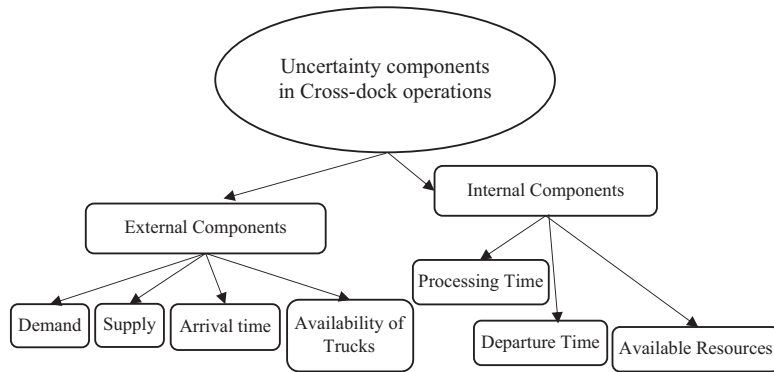 Uncertainty components
in Cross-dock operations
Internal Components
External Components
Processing Time
Demand
Supply
Arrival time
Availability of
Trucks
Departure Time
Available Resources